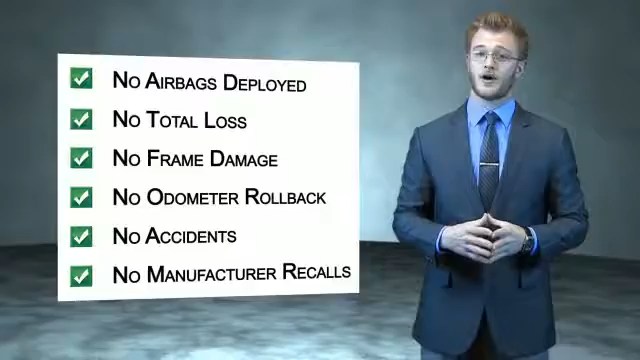 No Airbags Deployed
No Total Loss
No Frame Damage
No Odometer Rollback
No Accidents
No Manufacturer Recalls